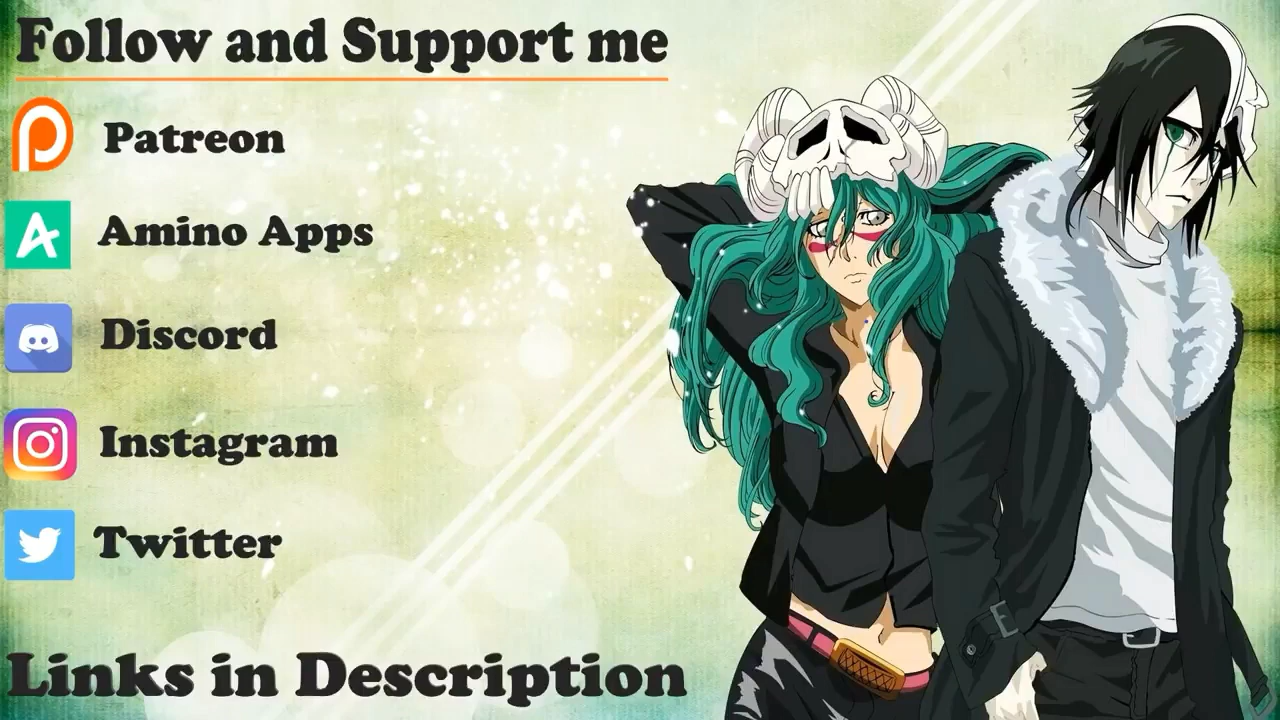 Follow and Support me
Patreon
Amino Apps
Discord
Instagram
Twitter
Links in Description